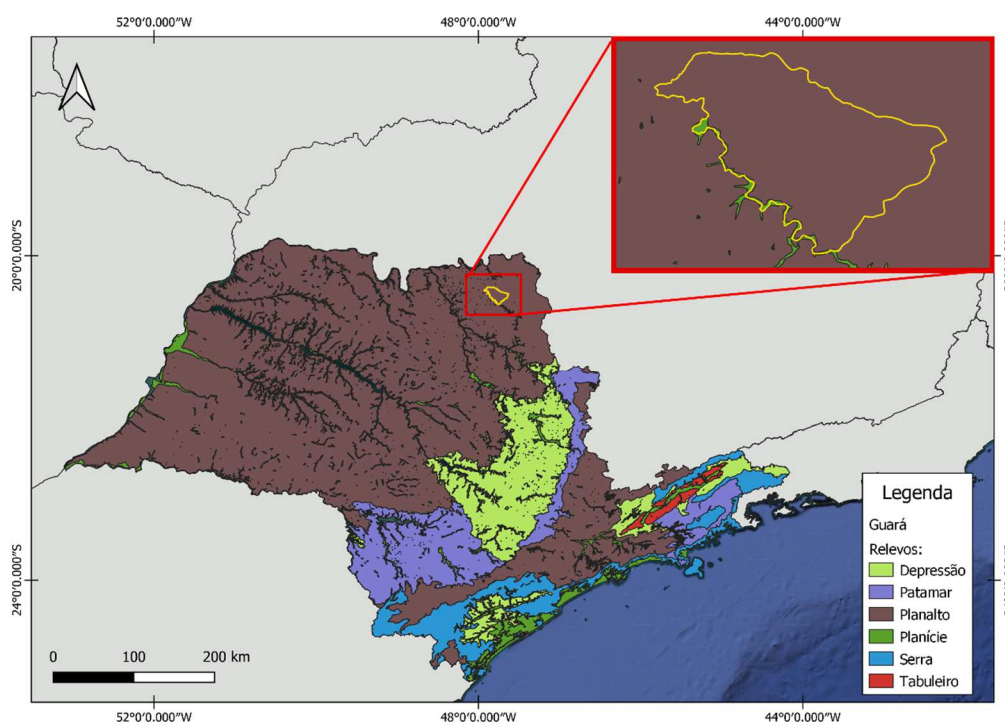 52°0'0.000"W 48°0'0.000"W 44°0'0.000"W
20°0'0.000"S
24°0'0.000"S
Legenda
Guará
Relevos:
Depressão
Patamar
Planalto
Planície
Serra
Tabuleiro
0 100 200 km
52°0'0.000"W 48°0'0.000"W 44°0'0.000"W